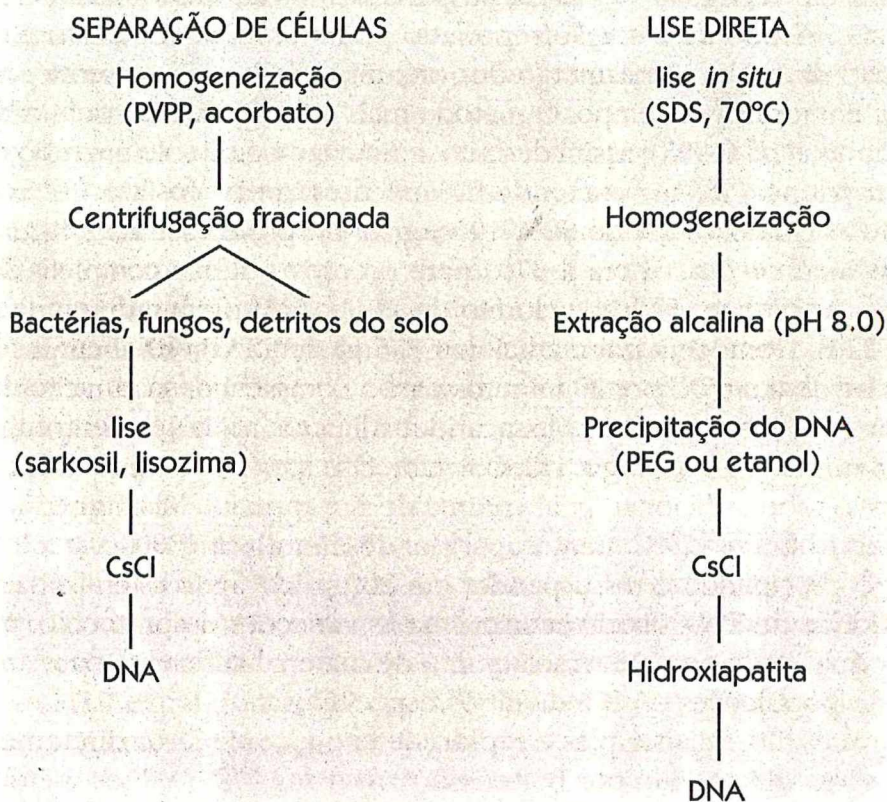 SEPARAÇÃO DE CÉLULAS
Homogeneização
(PVPP, acorbato)
Centrifugação fracionada
Bactérias, fungos, detritos do solo
lise
(sarkosil, lisozima)
CsCl
DNA
LISE DIRETA
lise in situ
(SDS, 70ºC)
Homogeneização
Extração alcalina (pH 8.0)
Precipitação do DNA
(PEG ou etanol)
CsCl
Hidroxiapatita
DNA